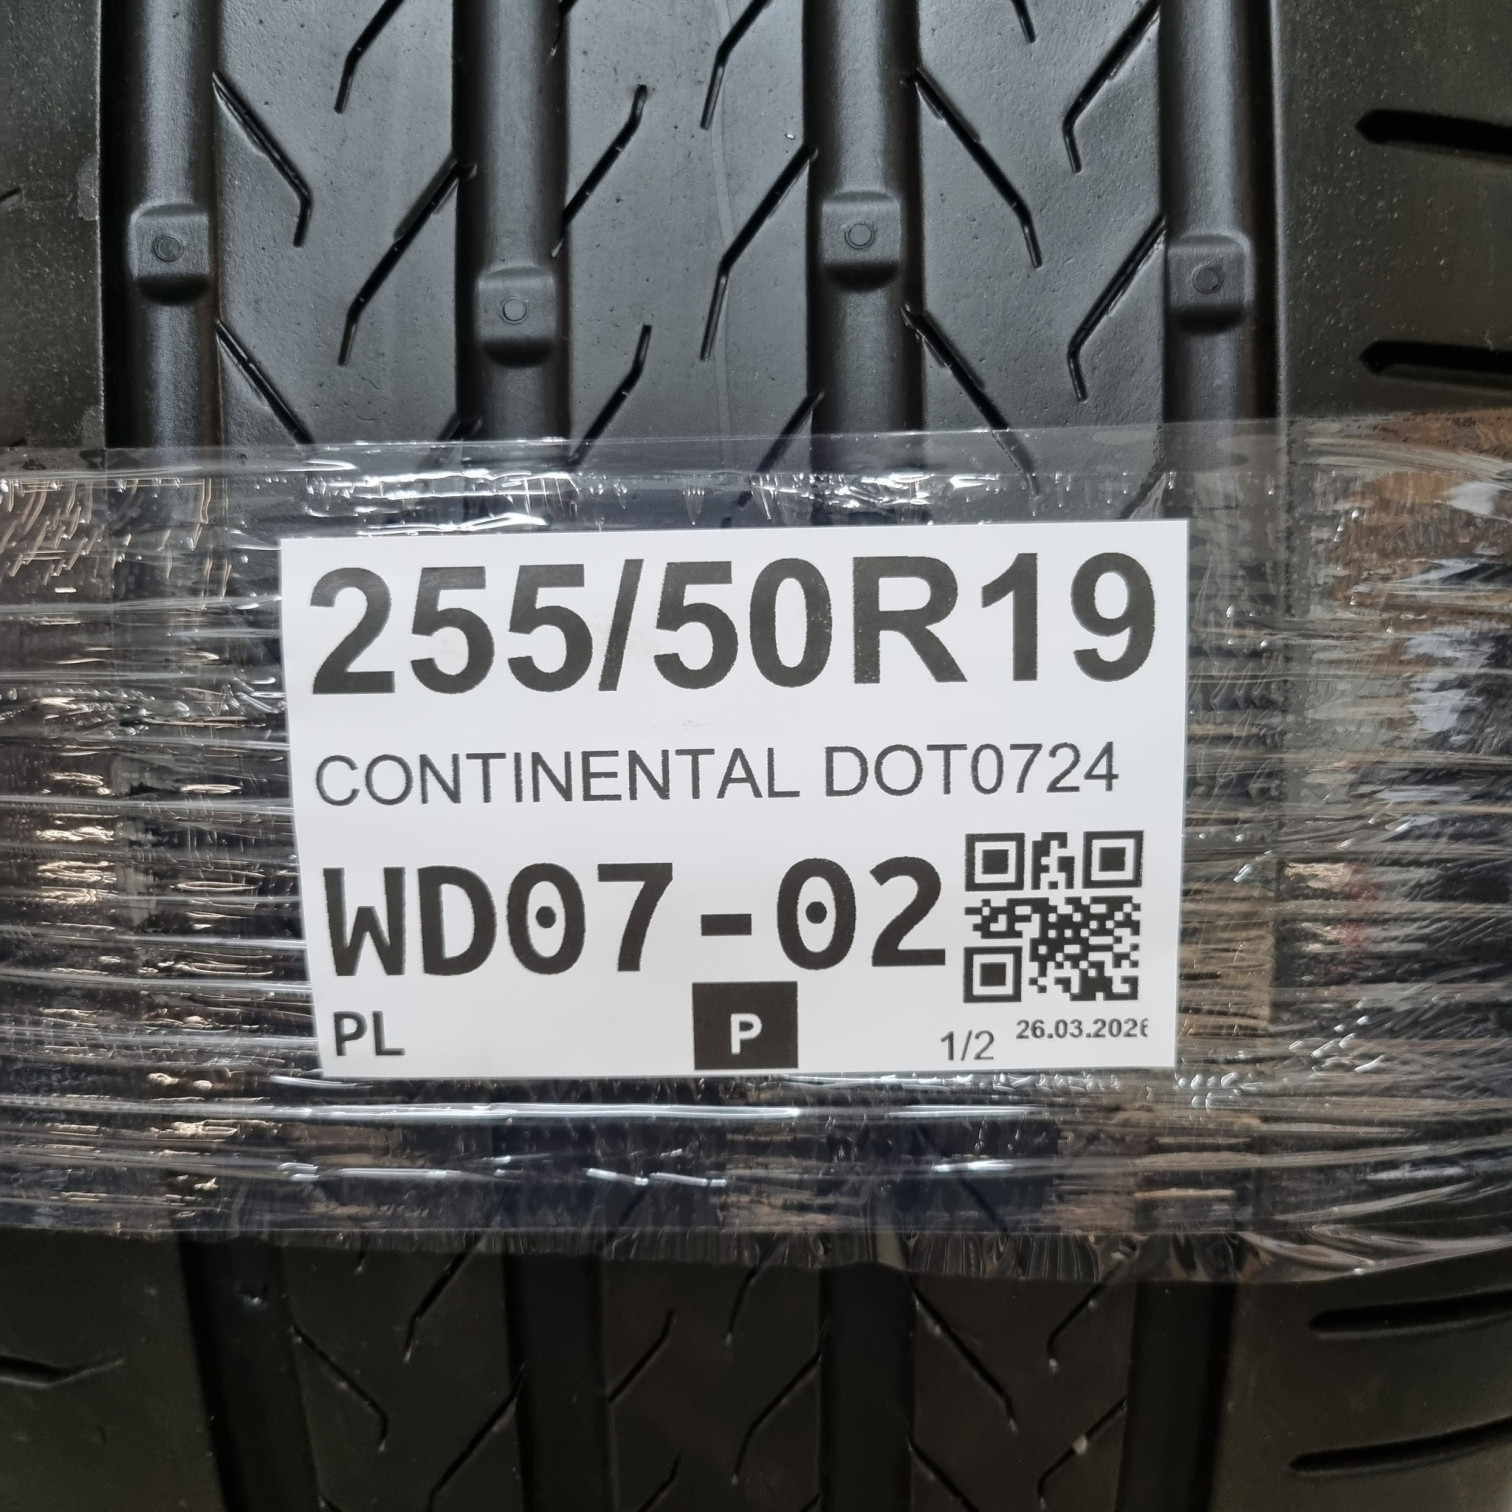 255/50R19
CONTINENTAL DOT0724
WD07-02
PL P 1/2 26.03.2026